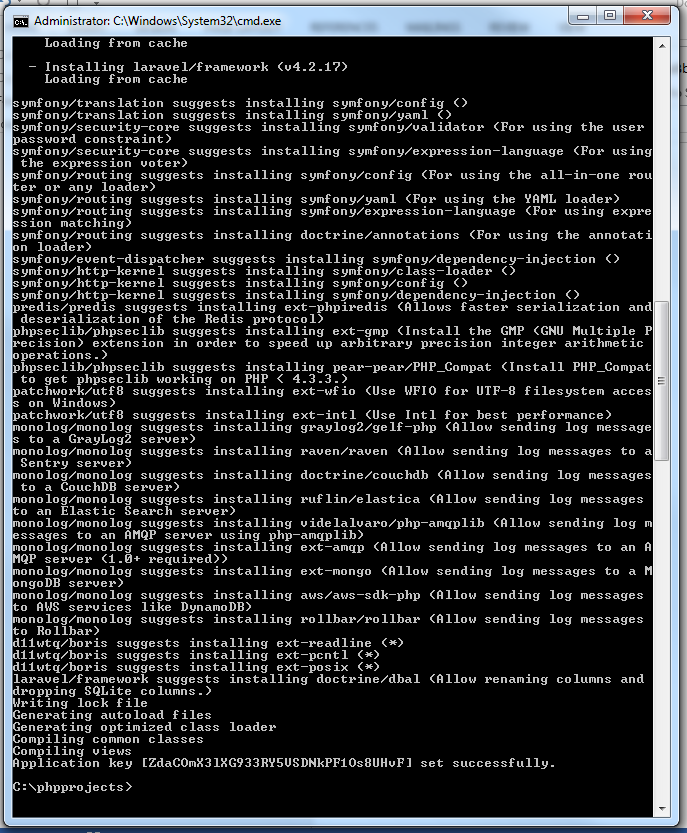 Administrator: C:\Windows\System32\cmd.exe
    Loading from cache
  - Installing laravel/framework (v4.2.17)
    Loading from cache
symfony/translation suggests installing symfony/config ()
symfony/translation suggests installing symfony/yaml ()
symfony/security-core suggests installing symfony/validator (For using the user
password constraint)
symfony/security-core suggests installing symfony/expression-language (For using
 the expression voter)
symfony/routing suggests installing symfony/config (For using the all-in-one rou
ter or any loader)
symfony/routing suggests installing symfony/yaml (For using the YAML loader)
symfony/routing suggests installing symfony/expression-language (For using expre
ssion matching)
symfony/routing suggests installing doctrine/annotations (For using the annotati
on loader)
symfony/event-dispatcher suggests installing symfony/dependency-injection ()
symfony/http-kernel suggests installing symfony/class-loader ()
symfony/http-kernel suggests installing symfony/config ()
symfony/http-kernel suggests installing symfony/dependency-injection ()
predis/predis suggests installing ext-phpiredis (Allows faster serialization and
 deserialization of the Redis protocol)
phpseclib/phpseclib suggests installing ext-gmp (Install the GMP (GNU Multiple P
recision) extension in order to speed up arbitrary precision integer arithmetic
operations.)
phpseclib/phpseclib suggests installing pear-pear/PHP_Compat (Install PHP_Compat
 to get phpseclib working on PHP < 4.3.3.)
patchwork/utf8 suggests installing ext-wfio (Use WFIO for UTF-8 filesystem acces
s on Windows)
patchwork/utf8 suggests installing ext-intl (Use Intl for best performance)
monolog/monolog suggests installing graylog2/gelf-php (Allow sending log message
s to a GrayLog2 server)
monolog/monolog suggests installing raven/raven (Allow sending log messages to a
 Sentry server)
monolog/monolog suggests installing doctrine/couchdb (Allow sending log messages
 to a CouchDB server)
monolog/monolog suggests installing ruflin/elastica (Allow sending log messages
to an Elastic Search server)
monolog/monolog suggests installing videlalvaro/php-amqplib (Allow sending log m
essages to an AMQP server using php-amqplib)
monolog/monolog suggests installing ext-amqp (Allow sending log messages to an A
MQP server (1.0+ required))
monolog/monolog suggests installing ext-mongo (Allow sending log messages to a M
ongoDB server)
monolog/monolog suggests installing aws/aws-sdk-php (Allow sending log messages
to AWS services like DynamoDB)
monolog/monolog suggests installing rollbar/rollbar (Allow sending log messages
to Rollbar)
d11wtq/boris suggests installing ext-readline (*)
d11wtq/boris suggests installing ext-pcntl (*)
d11wtq/boris suggests installing ext-posix (*)
laravel/framework suggests installing doctrine/dbal (Allow renaming columns and
dropping SQLite columns.)
Writing lock file
Generating autoload files
Generating optimized class loader
Compiling common classes
Compiling views
Application key [ZdaCOmX3lXG933RY5VSDNkPF1Os8UHvF] set successfully.
C:\phpprojects>